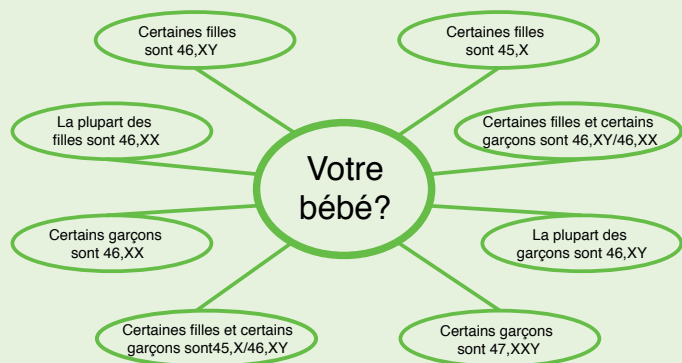 Certaines filles
sont 46,XY
Certaines filles
sont 45,X
La plupart des
filles sont 46,XX
Certaines filles et certains
garçons sont 46,XY/46,XX
Votre
bébé?
Certains garçons
sont 46,XX
La plupart des
garçons sont 46,XY
Certaines filles et certains
garçons sont45,X/46,XY
Certains garçons
sont 47,XXY